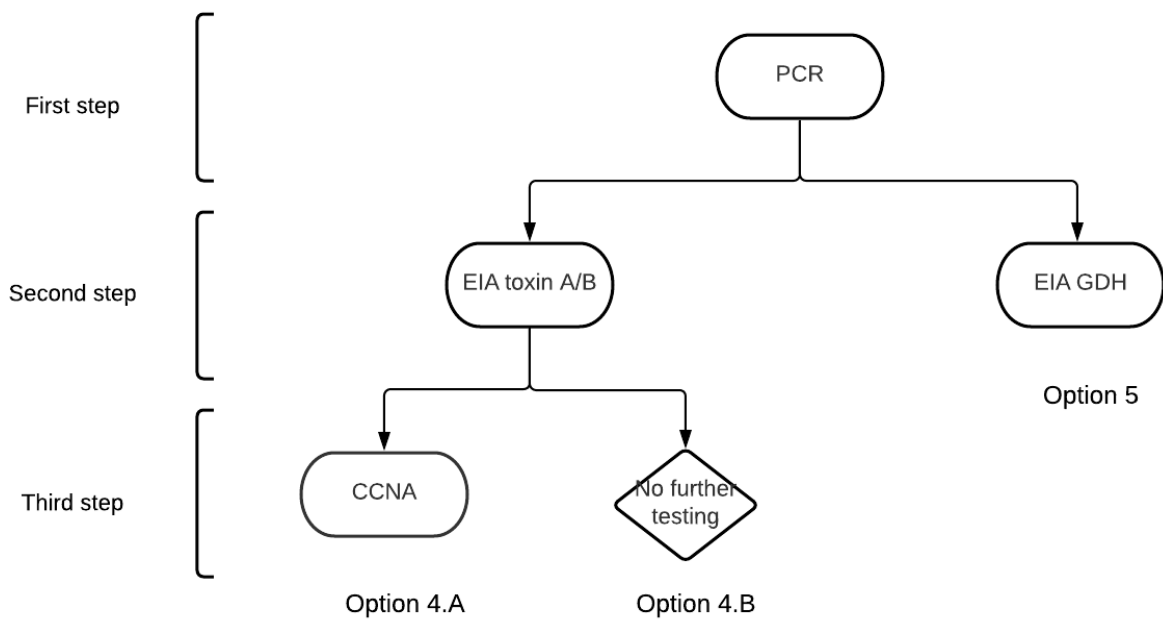 PCR
First step
EIA toxin A/B
EIA GDH
Second step
Option 5
CCNA
No further
testing
Third step
Option 4.A
Option 4.B